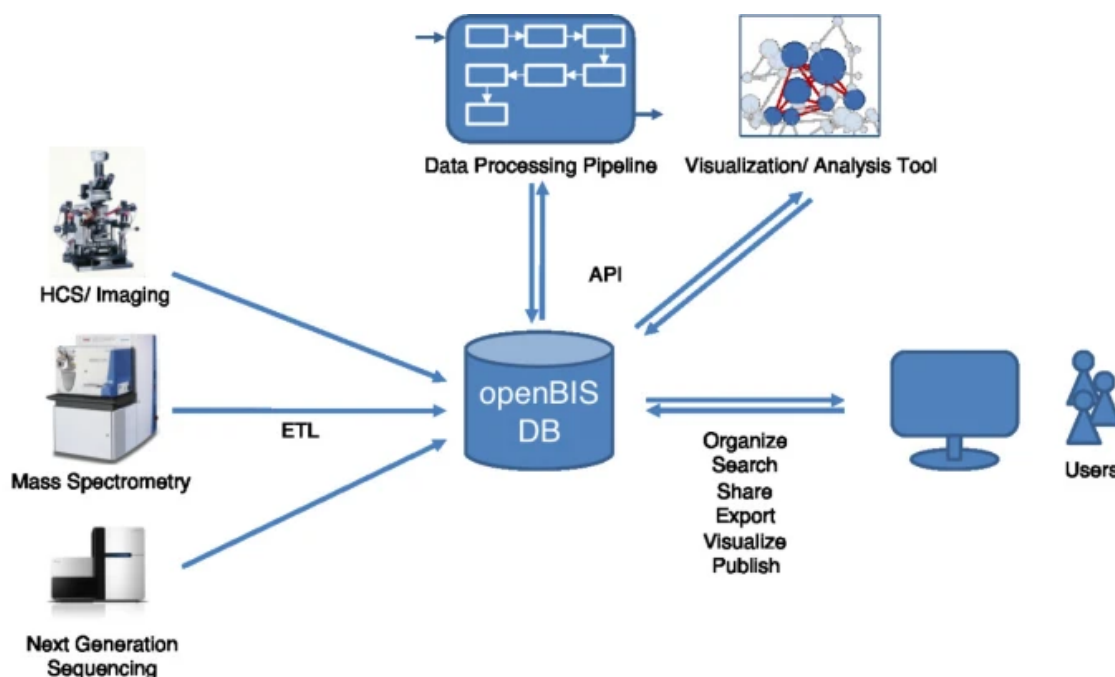 Data Processing Pipeline
Visualization/ Analysis Tool
HCS/ Imaging
API
openBIS
DB
ETL
Mass Spectrometry
Organize
Search
Share
Export
Visualize
Publish
Users
Next Generation
Sequencing